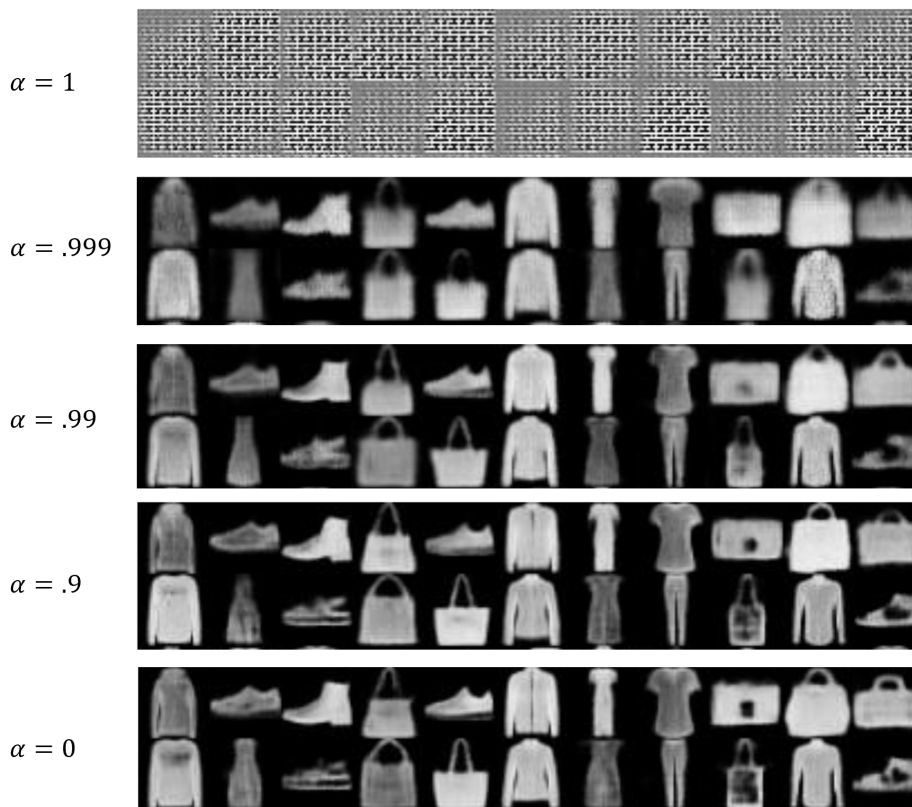 α = 1
α = .999
α = .99
α = .9
α = 0